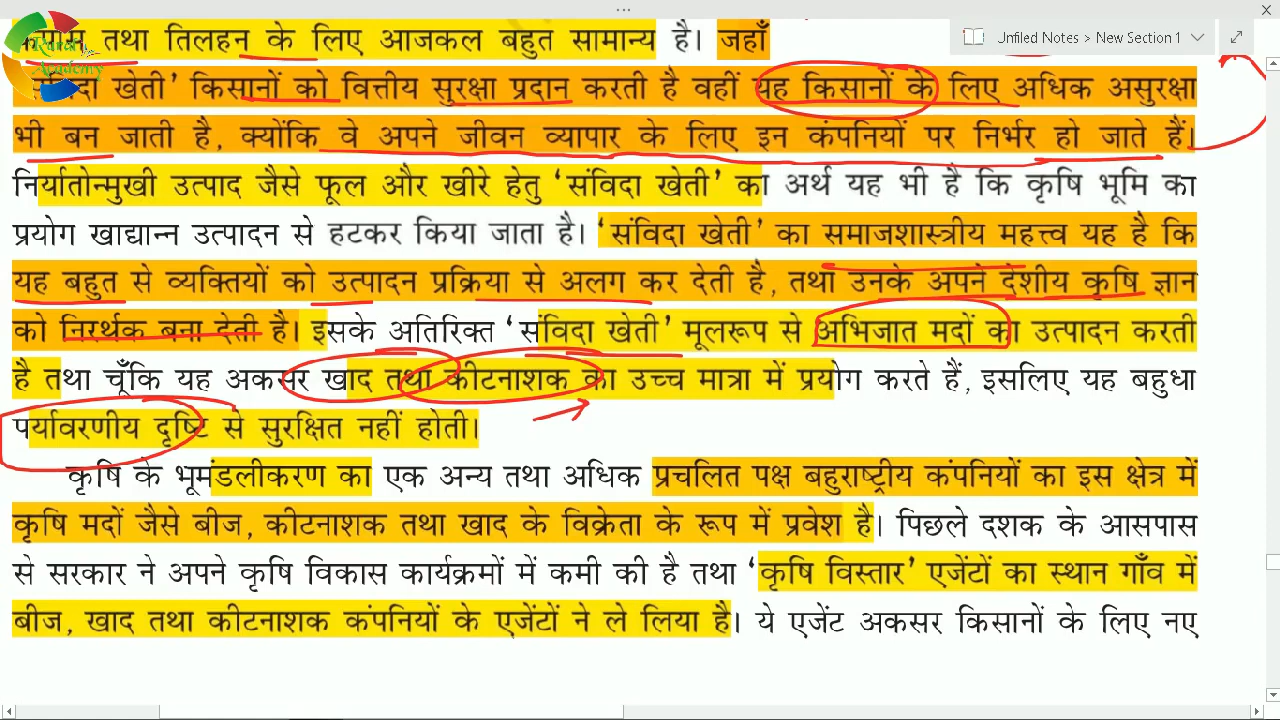 कपास तथा तिलहन के लिए आजकल बहुत सामान्य है। जहाँ
Unfiled Notes > New Section 1
Rural
Academy
'संविदा खेती' किसानों को वित्तीय सुरक्षा प्रदान करती है वहीं यह किसानों के लिए अधिक असुरक्षा
भी बन जाती है, क्योंकि वे अपने जीवन व्यापार के लिए इन कंपनियों पर निर्भर हो जाते हैं।
निर्यातोन्मुखी उत्पाद जैसे फूल और खीरे हेतु 'संविदा खेती' का अर्थ यह भी है कि कृषि भूमि का
प्रयोग खाद्यान्न उत्पादन से हटकर किया जाता है। 'संविदा खेती' का समाजशास्त्रीय महत्त्व यह है कि
यह बहुत से व्यक्तियों को उत्पादन प्रक्रिया से अलग कर देती है, तथा उनके अपने देशीय कृषि ज्ञान
को निरर्थक बना देती है। इसके अतिरिक्त 'संविदा खेती' मूलरूप से अभिजात मदों का उत्पादन करती
है तथा चूँकि यह अकसर खाद तथा कीटनाशक का उच्च मात्रा में प्रयोग करते हैं, इसलिए यह बहुधा
पर्यावरणीय दृष्टि से सुरक्षित नहीं होती।
कृषि के भूमंडलीकरण का एक अन्य तथा अधिक प्रचलित पक्ष बहुराष्ट्रीय कंपनियों का इस क्षेत्र में
कृषि मदों जैसे बीज, कीटनाशक तथा खाद के विक्रेता के रूप में प्रवेश है। पिछले दशक के आसपास
से सरकार ने अपने कृषि विकास कार्यक्रमों में कमी की है तथा 'कृषि विस्तार' एजेंटों का स्थान गाँव में
बीज, खाद तथा कीटनाशक कंपनियों के एजेंटों ने ले लिया है। ये एजेंट अकसर किसानों के लिए नए